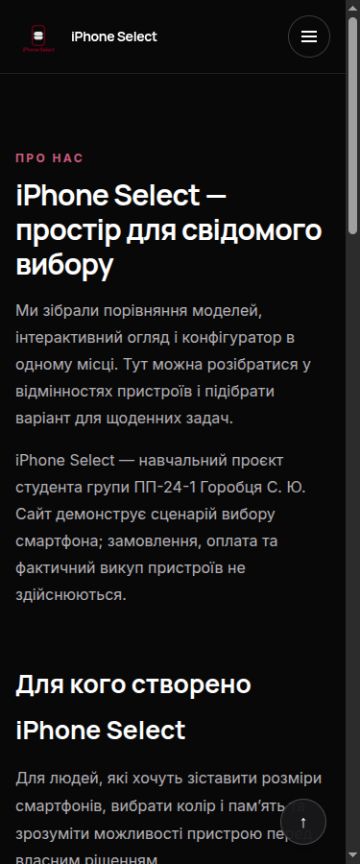 iPhone Select
ПРО НАС
iPhone Select —
простір для свідомого
вибору
Ми зібрали порівняння моделей,
інтерактивний огляд і конфігуратор в
одному місці. Тут можна розібратися у
відмінностях пристроїв і підібрати
варіант для щоденних задач.
iPhone Select — навчальний проєкт
студента групи ПП-24-1 Горобця С. Ю.
Сайт демонструє сценарій вибору
смартфона; замовлення, оплата та
фактичний викуп пристроїв не
здійснюються.
Для кого створено
iPhone Select
Для людей, які хочуть зіставити розміри
смартфонів, вибрати колір і пам’ять та
зрозуміти можливості пристрою перед
↑
власним рішенням